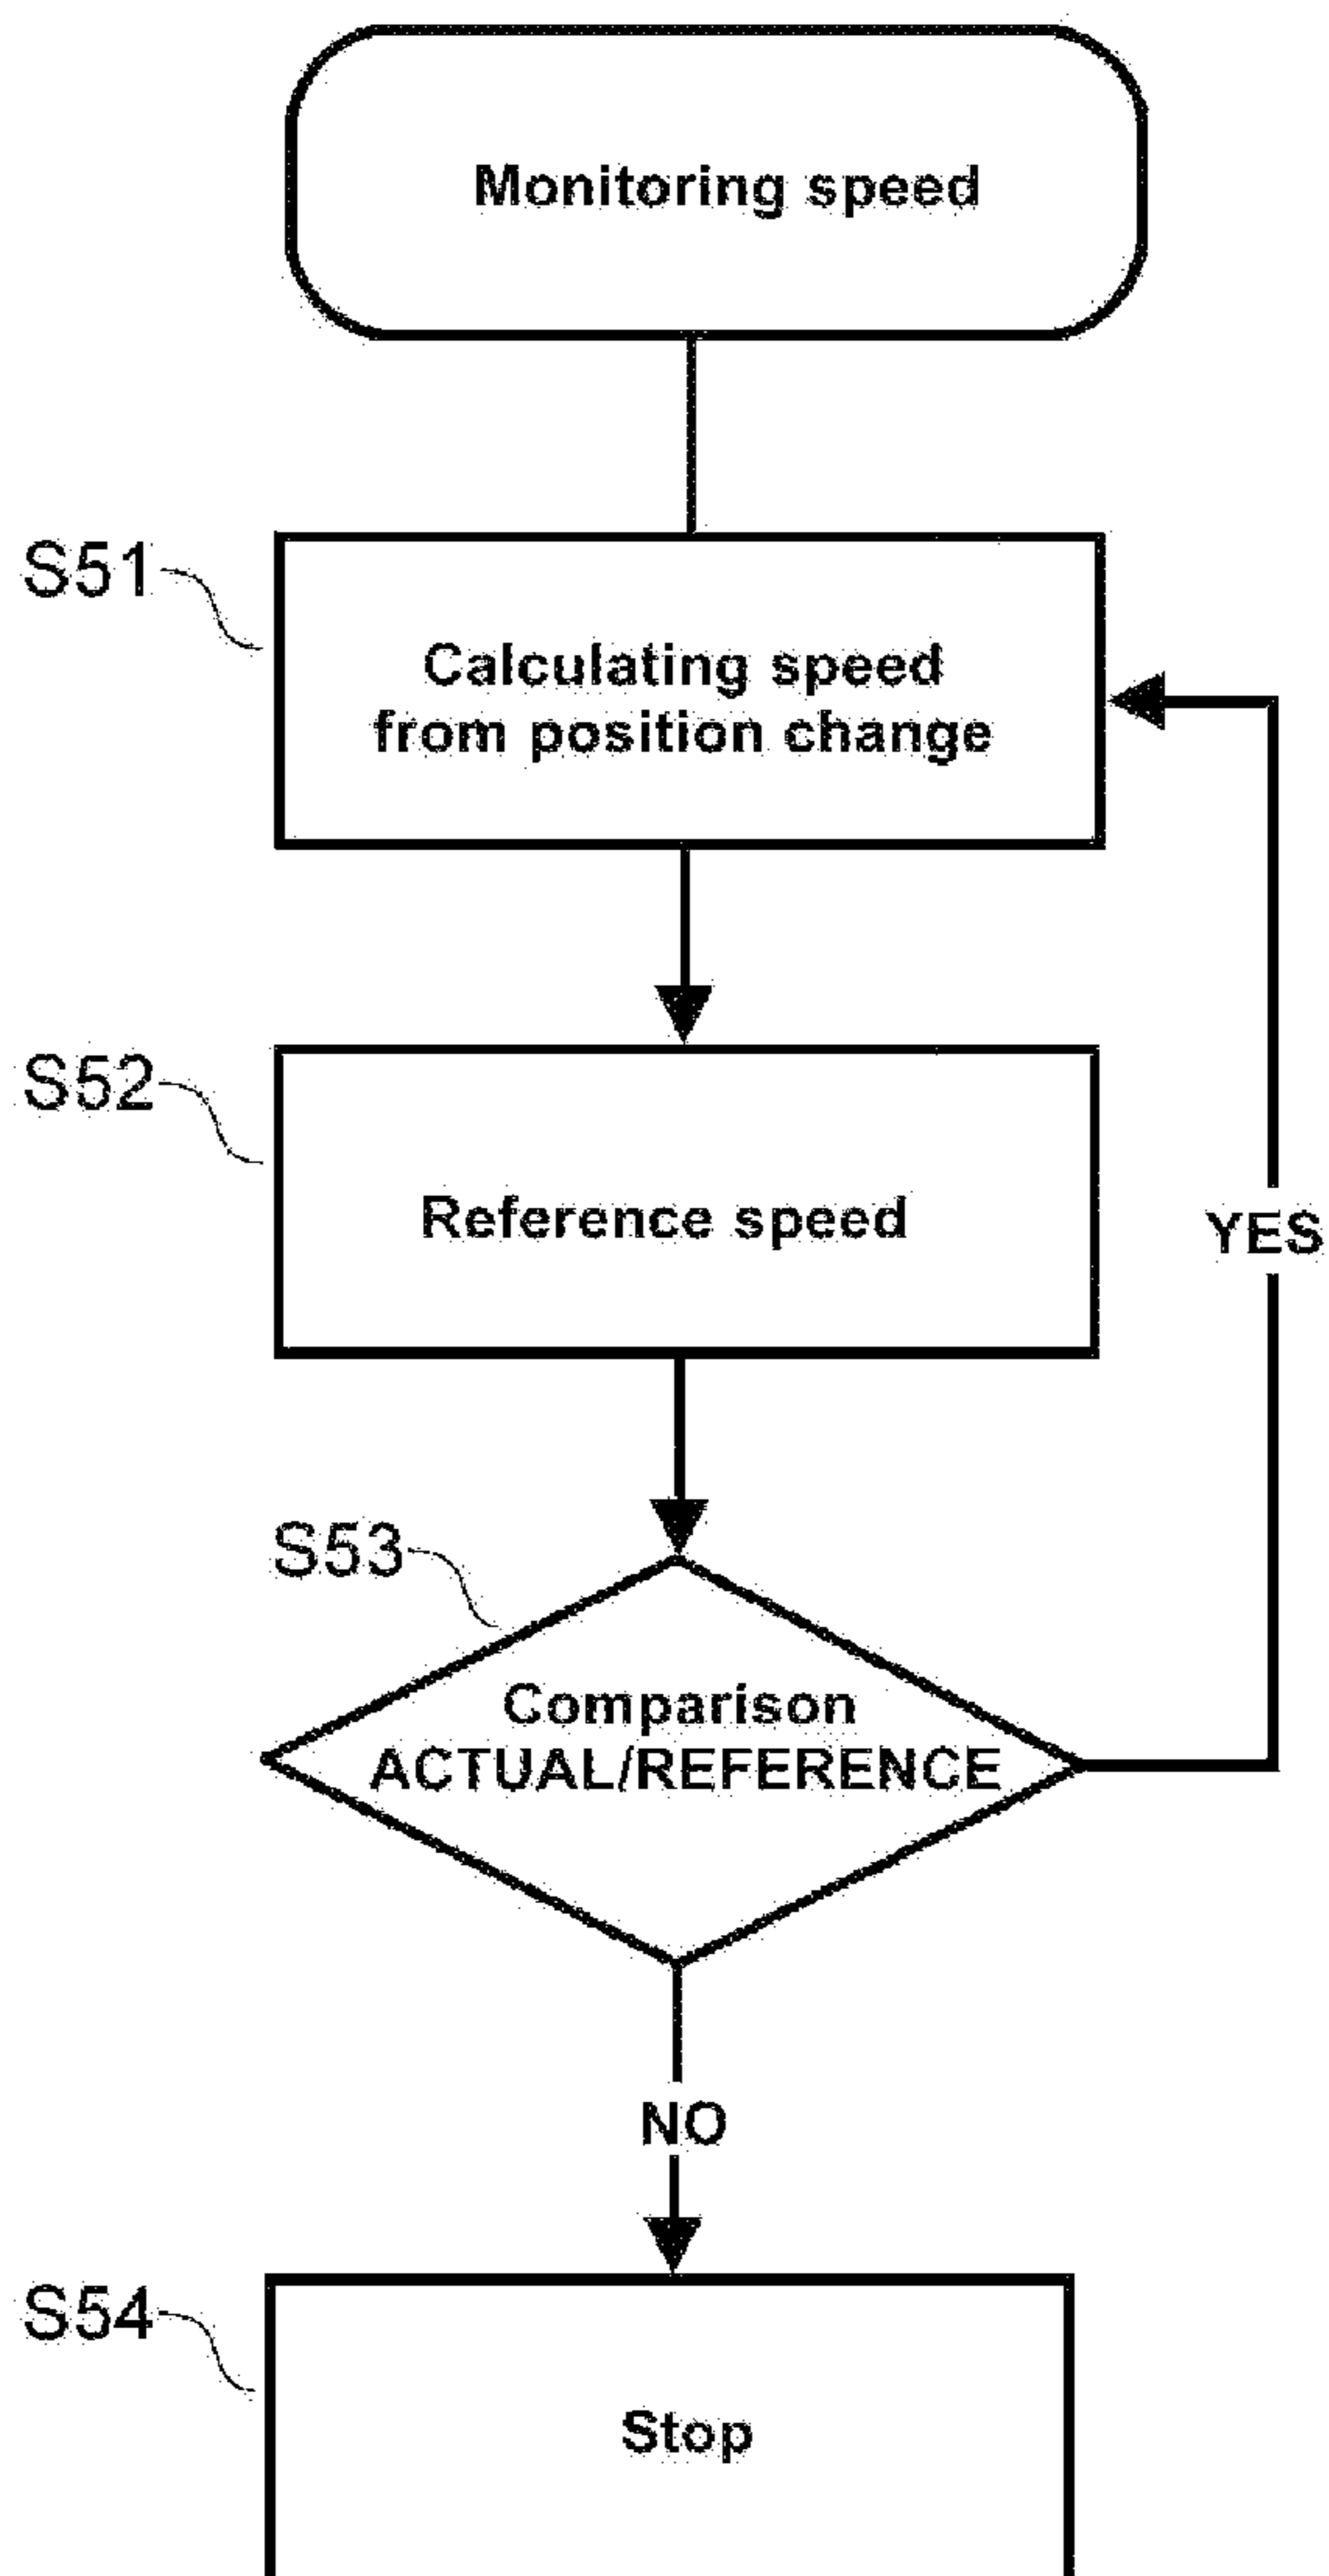 Monitoring speed
S51
Calculating speed
from position change
S52
Reference speed
YES
S53
Comparison
ACTUAL/REFERENCE
NO
S54
Stop